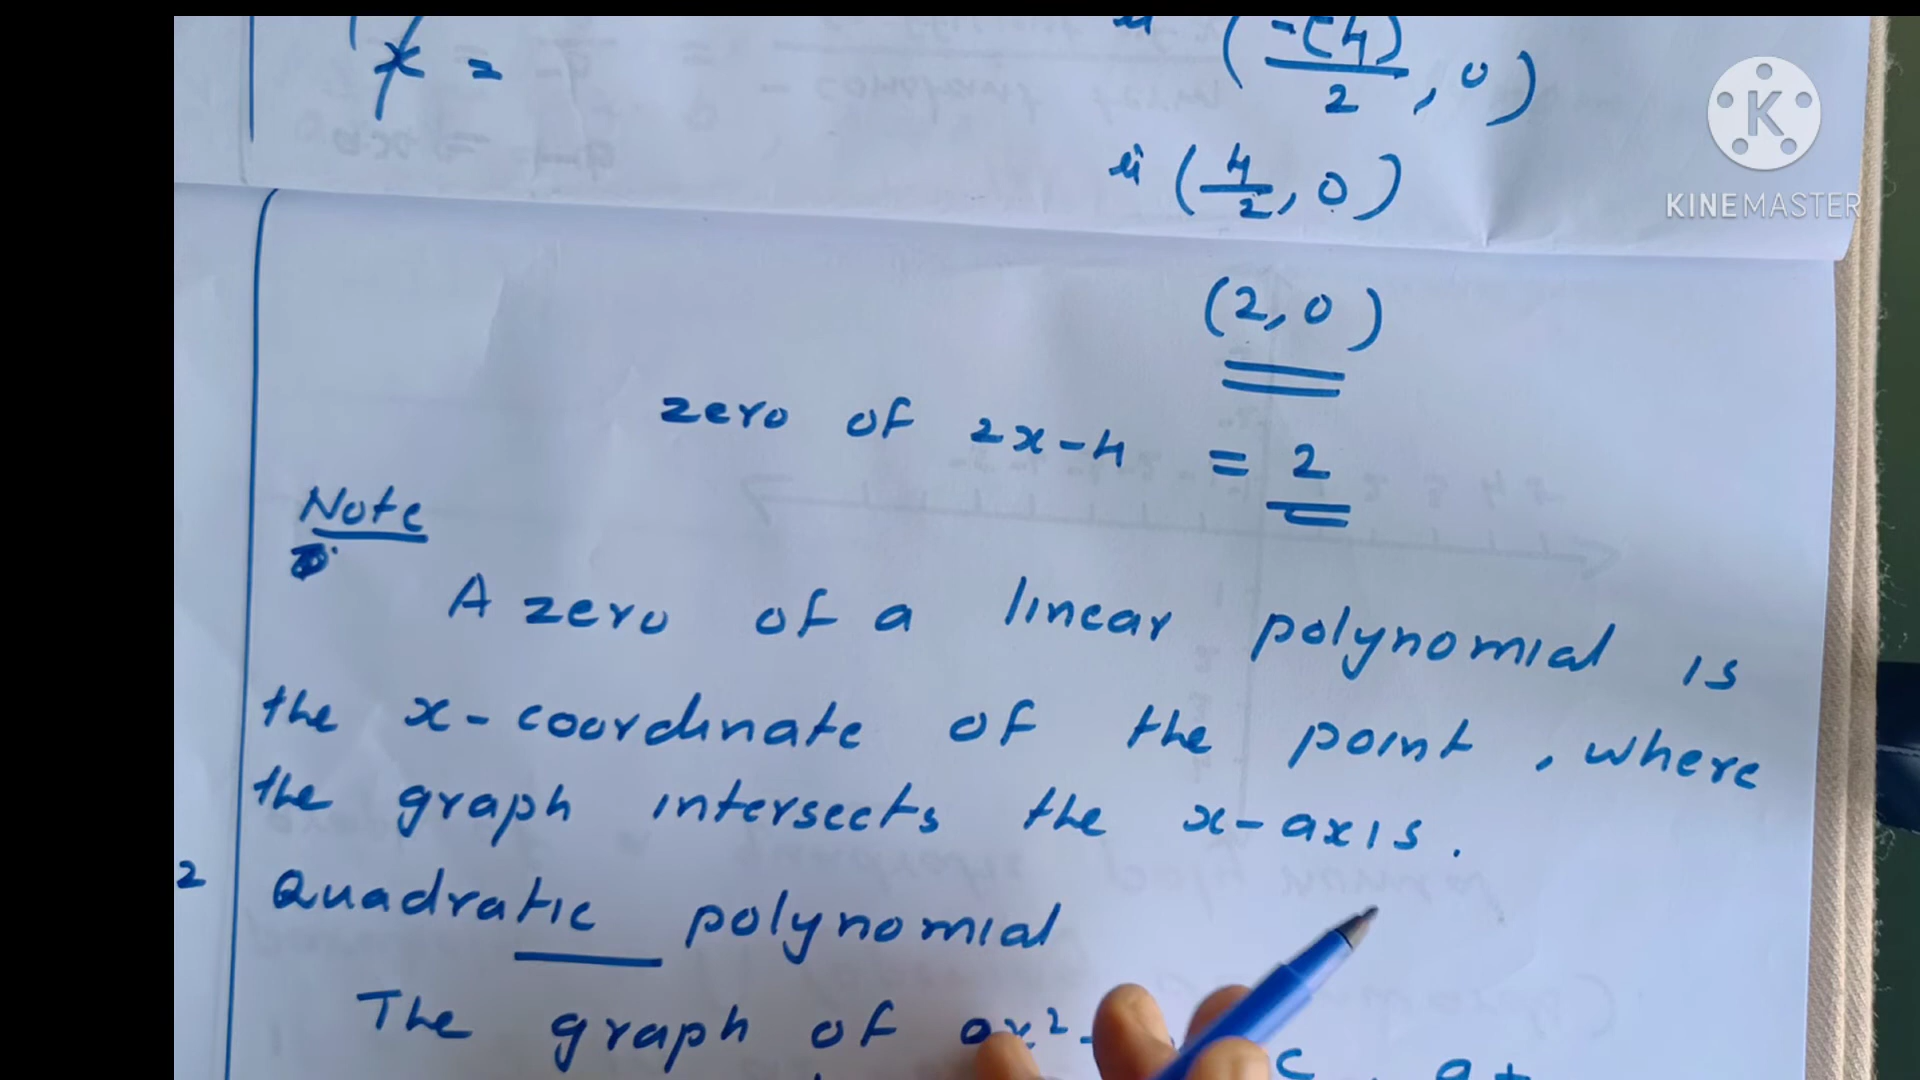 x =
(-(4)/2, 0)
(4/2, 0)
KINEMASTER
(2, 0)
zero of 2x-4 = 2
Note
A zero of a linear polynomial is
the x-coordinate of the point, where
the graph intersects the x-axis.
2 Quadratic polynomial
The graph of ax²